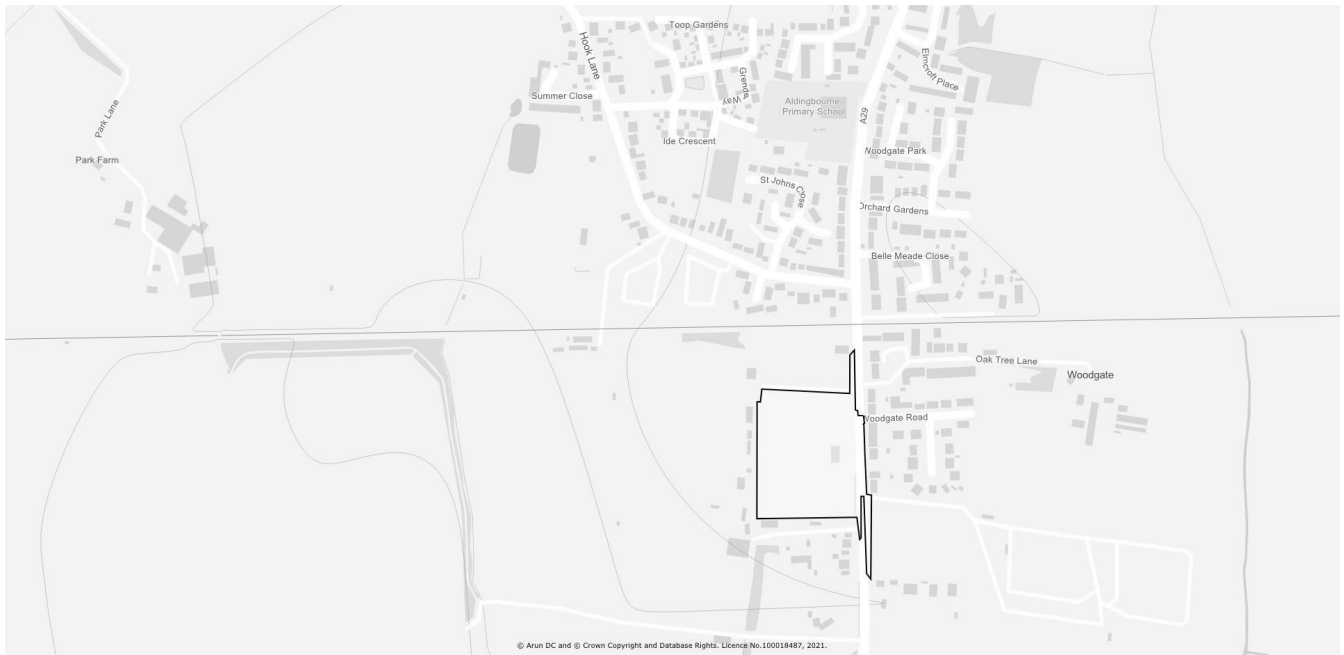 Toop Gardens
Hook Lane
Elmcroft Place
Grenda
Way
Summer Close
Aldingbourne
Primary School
Park Lane
A29
Ide Crescent
Woodgate Park
Park Farm
St Johns Close
Orchard Gardens
Belle Meade Close
Oak Tree Lane
Woodgate
Woodgate Road
© Arun DC and © Crown Copyright and Database Rights. Licence No.100018487, 2021.